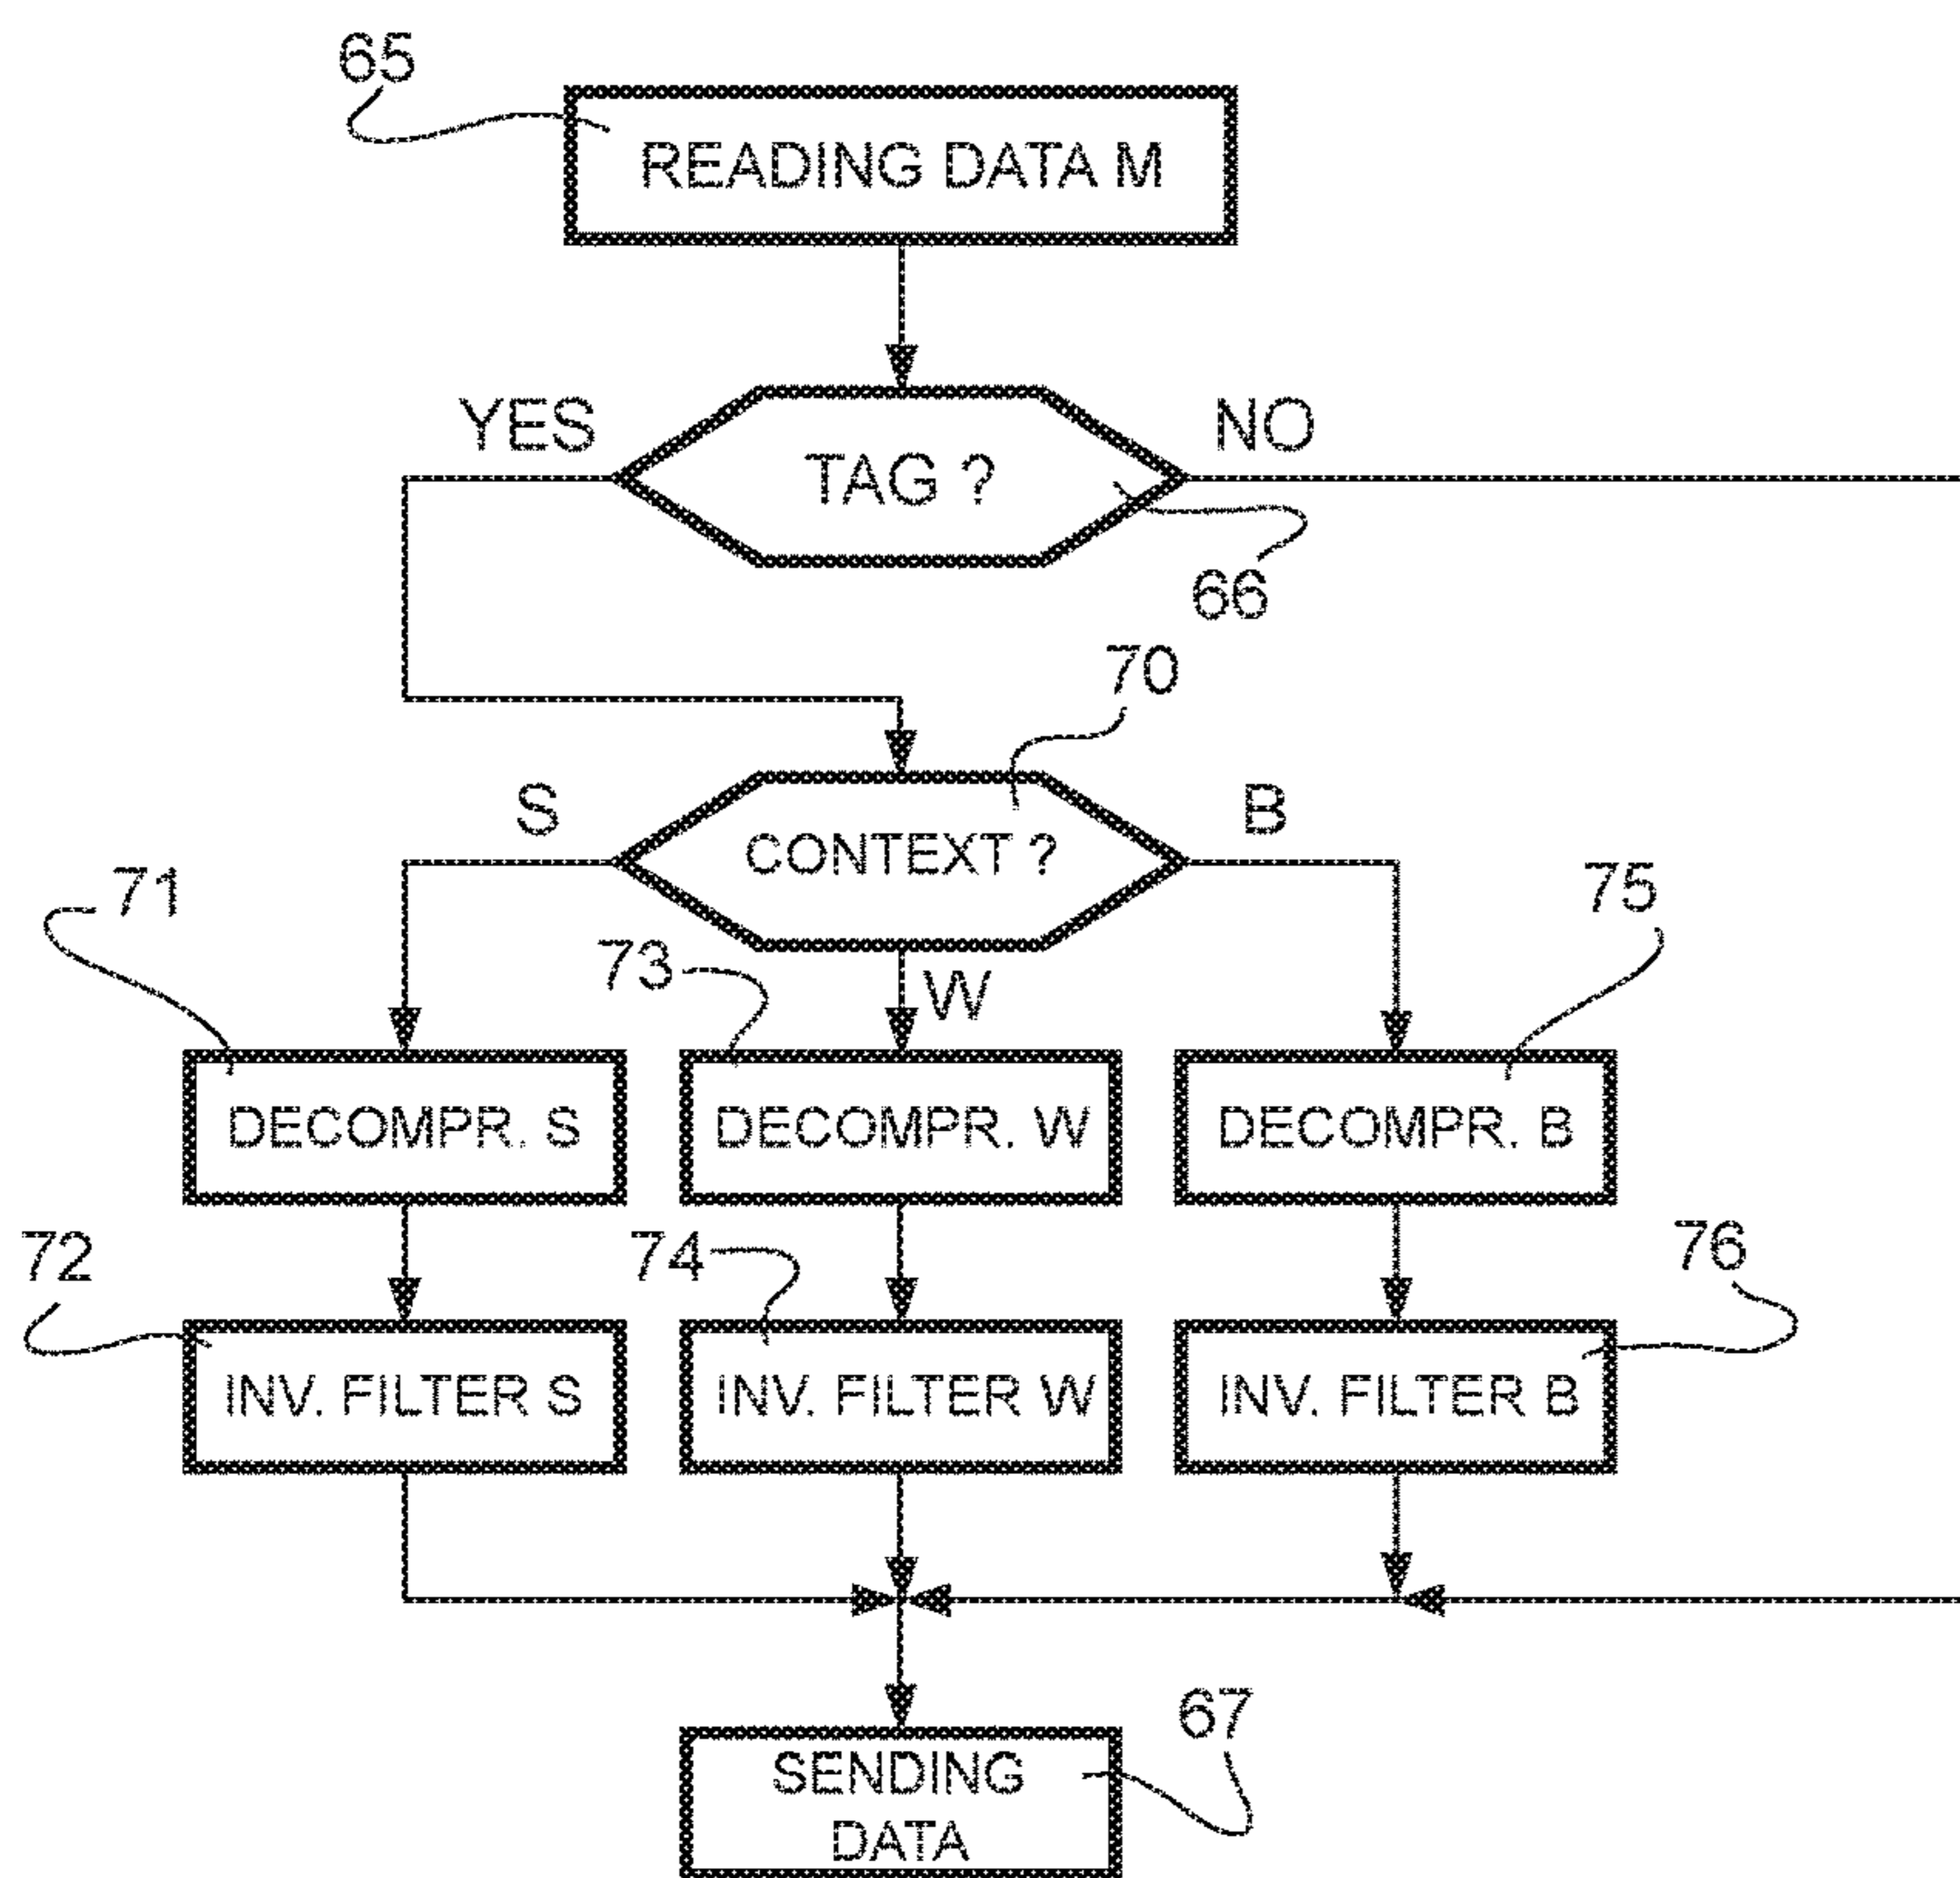 65
READING DATA M
YES
NO
TAG ?
66
70
S
B
CONTEXT ?
71
75
73
W
DECOMPR. S
DECOMPR. W
DECOMPR. B
72
74
76
INV. FILTER S
INV. FILTER W
INV. FILTER B
67
SENDING
DATA